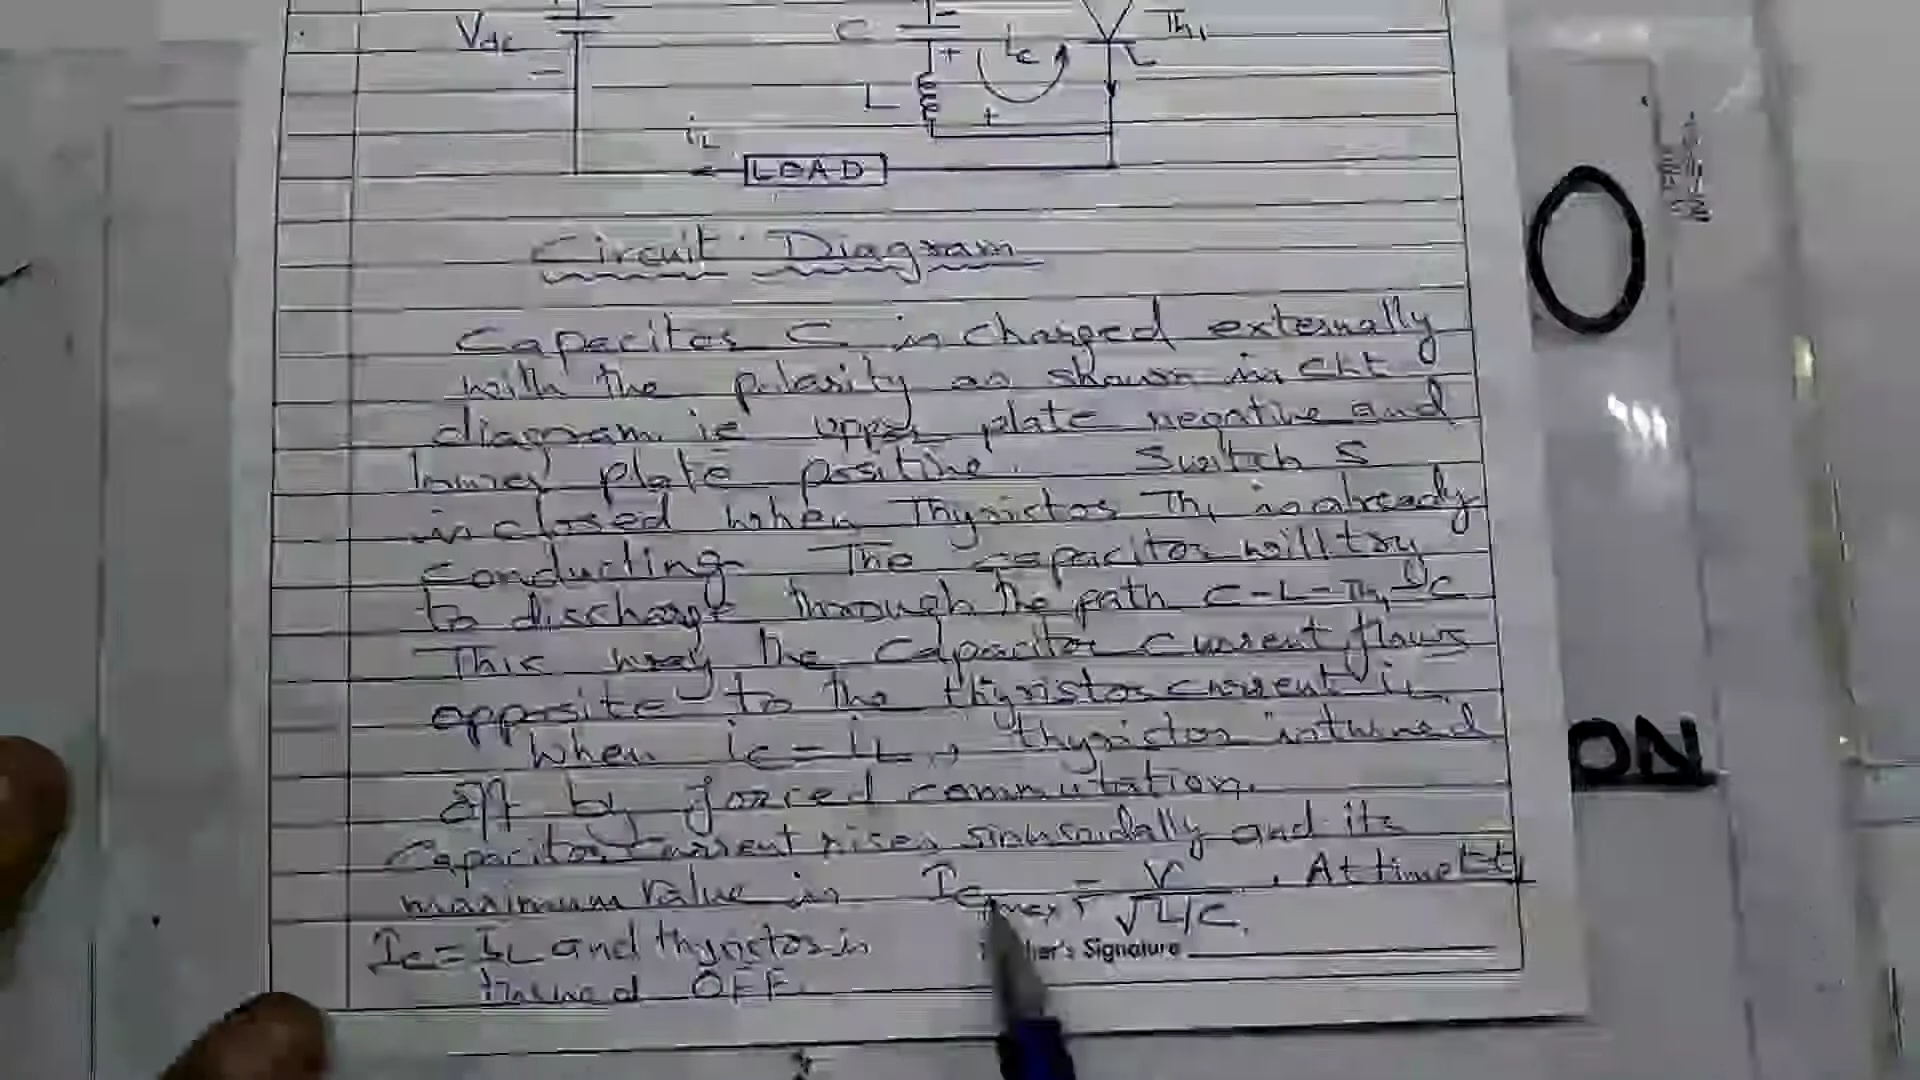 Vdc
C
Th1
+
ic
L
+
iL
LOAD
Circuit Diagram
Capacitor C is charged externally
with the polarity as shown in ckt
diagram ie upper plate negative and
lower plate positive. Switch S
is closed when Thyristor Th1 is already
conducting. The capacitor will try
to discharge through the path C-L-Th1-C
This way the Capacitor Current flows
opposite to the thyristor current iL
When ic = iL, thyristor is turned
off by forced commutation.
Capacitor current rises sinusoidally and its
maximum value is Icmax = V/√L/C. At time t=t1
Ic = IL and thyristor is
turned OFF.
her's Signature
ON